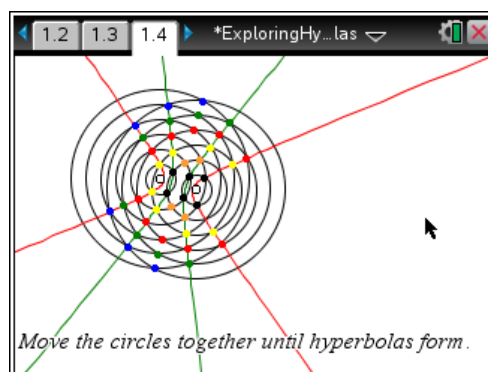 1.2 1.3 1.4 *ExploringHy...las
Move the circles together until hyperbolas form.